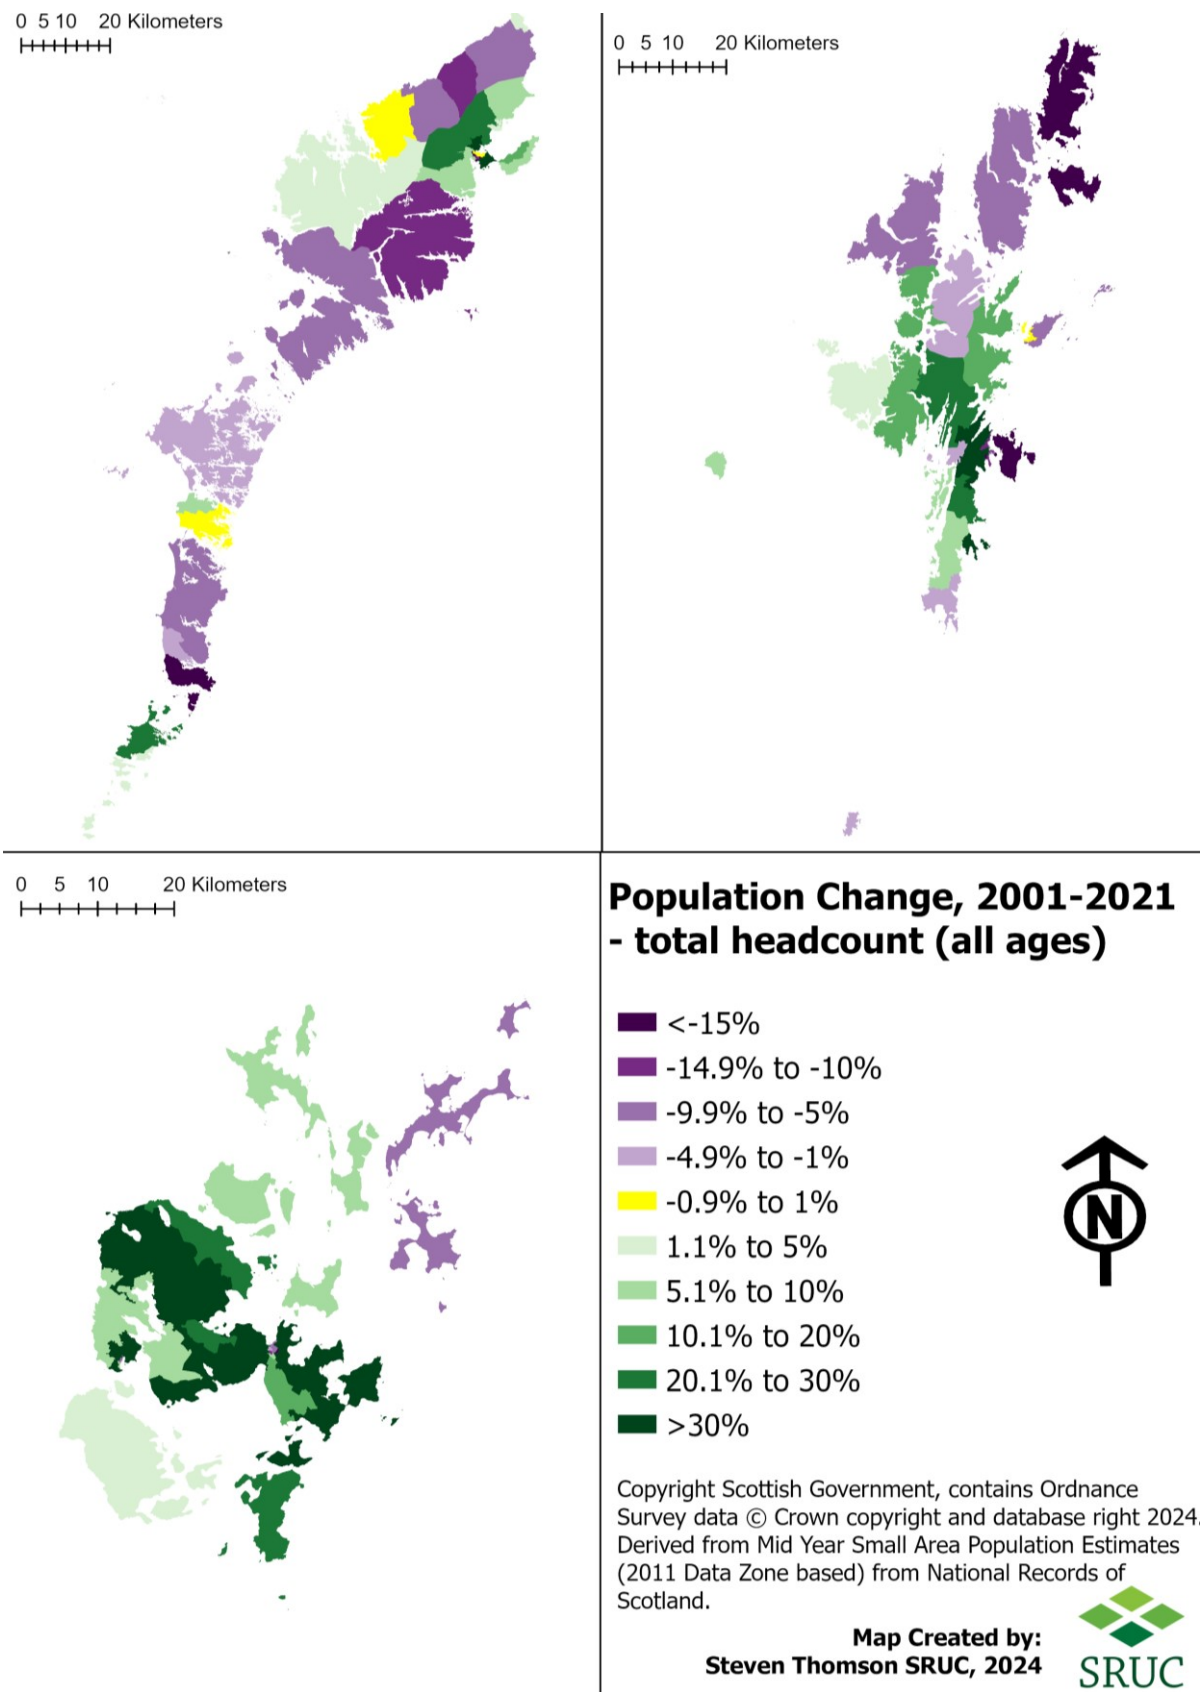 0 5 10 20 Kilometers
0 5 10 20 Kilometers
0 5 10 20 Kilometers
Population Change, 2001-2021
- total headcount (all ages)
<-15%
-14.9% to -10%
-9.9% to -5%
-4.9% to -1%
-0.9% to 1%
1.1% to 5%
5.1% to 10%
10.1% to 20%
20.1% to 30%
>30%
N
Copyright Scottish Government, contains Ordnance
Survey data © Crown copyright and database right 2024.
Derived from Mid Year Small Area Population Estimates
(2011 Data Zone based) from National Records of
Scotland.
Map Created by:
Steven Thomson SRUC, 2024
SRUC